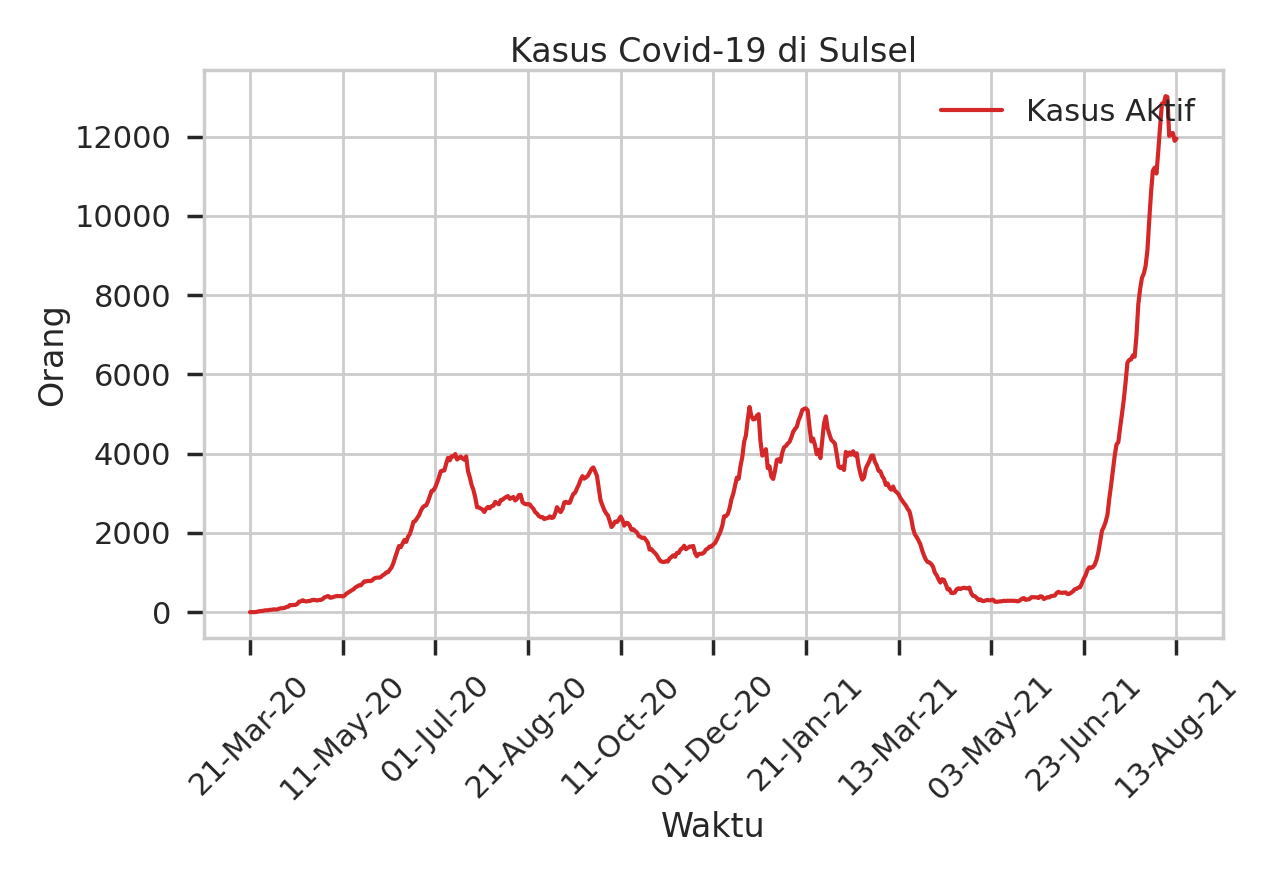 Kasus Covid-19 di Sulsel
Kasus Aktif
12000
10000
8000
6000
4000
2000
0
Orang
21-Mar-20
11-May-20
01-Jul-20
21-Aug-20
11-Oct-20
01-Dec-20
21-Jan-21
13-Mar-21
03-May-21
23-Jun-21
13-Aug-21
Waktu